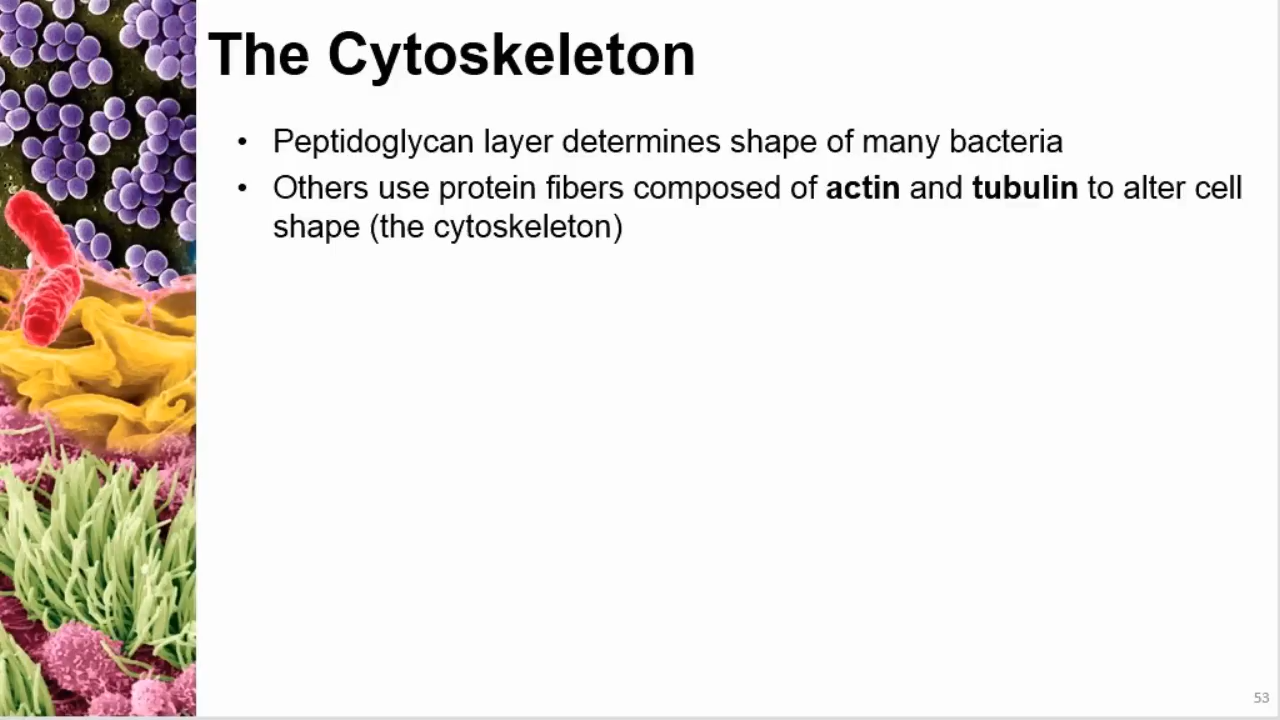 The Cytoskeleton
• Peptidoglycan layer determines shape of many bacteria
• Others use protein fibers composed of actin and tubulin to alter cell
shape (the cytoskeleton)
53